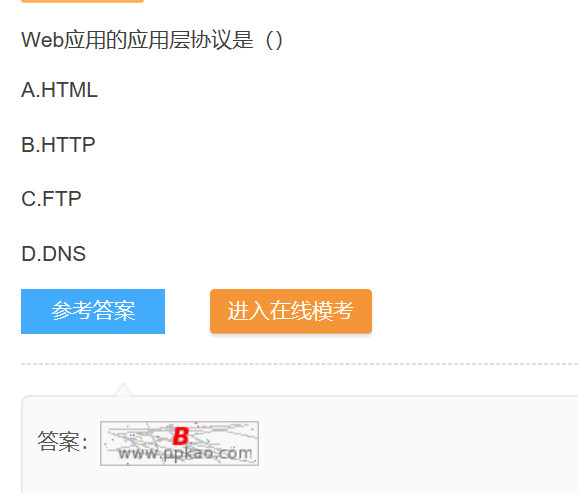 Web应用的应用层协议是（）
A.HTML
B.HTTP
C.FTP
D.DNS
参考答案
进入在线模考
答案：B
www.ppkao.com